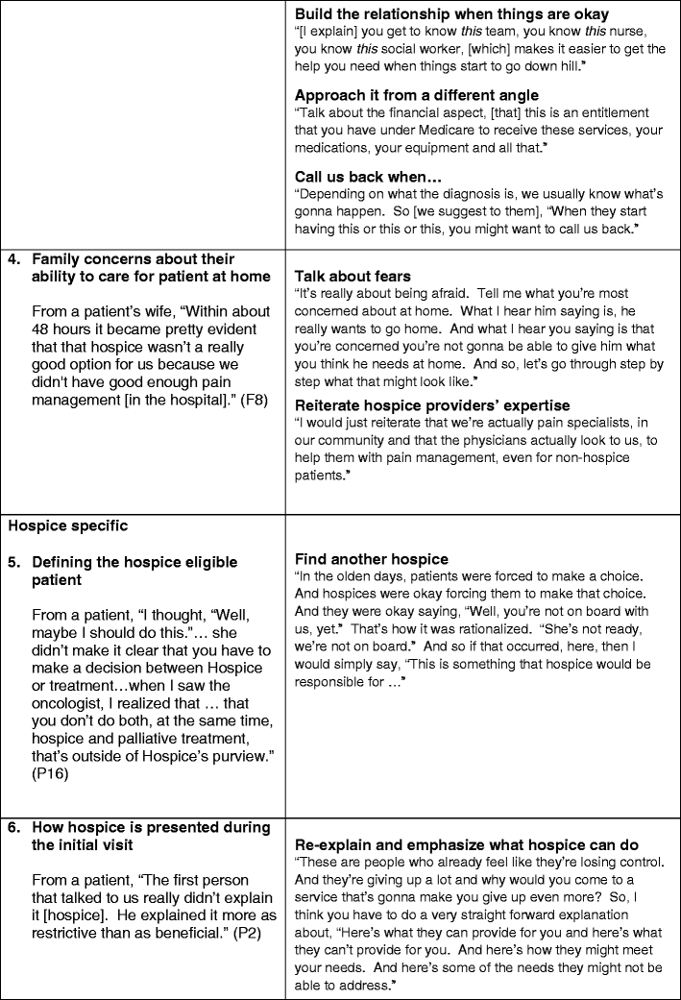 Build the relationship when things are okay
“[I explain] you get to know this team, you know this nurse,
you know this social worker, [which] makes it easier to get the
help you need when things start to go down hill.”
Approach it from a different angle
“Talk about the financial aspect, [that] this is an entitlement
that you have under Medicare to receive these services, your
medications, your equipment and all that.”
Call us back when…
“Depending on what the diagnosis is, we usually know what’s
gonna happen.  So [we suggest to them], “When they start
having this or this or this, you might want to call us back.”
4. Family concerns about their
ability to care for patient at home
From a patient’s wife, “Within about
48 hours it became pretty evident
that that hospice wasn’t a really
good option for us because we
didn't have good enough pain
management [in the hospital].” (F8)
Talk about fears
“It’s really about being afraid.  Tell me what you’re most
concerned about at home.  What I hear him saying is, he
really wants to go home.  And what I hear you saying is that
you’re concerned you’re not gonna be able to give him what
you think he needs at home.  And so, let’s go through step by
step what that might look like.”
Reiterate hospice providers’ expertise
“I would just reiterate that we’re actually pain specialists, in
our community and that the physicians actually look to us, to
help them with pain management, even for non-hospice
patients.”
Hospice specific
5. Defining the hospice eligible
patient
From a patient, “I thought, “Well,
maybe I should do this.”… she
didn’t make it clear that you have to
make a decision between Hospice
or treatment…when I saw the
oncologist, I realized that … that
you don’t do both, at the same time,
hospice and palliative treatment,
that’s outside of Hospice’s purview.”
(P16)
Find another hospice
“In the olden days, patients were forced to make a choice.
And hospices were okay forcing them to make that choice.
And they were okay saying, “Well, you’re not on board with
us, yet.”  That’s how it was rationalized.  “She’s not ready,
we’re not on board.”  And so if that occurred, here, then I
would simply say, “This is something that hospice would be
responsible for …”
6. How hospice is presented during
the initial visit
From a patient, “The first person
that talked to us really didn’t explain
it [hospice].  He explained it more as
restrictive than as beneficial.” (P2)
Re-explain and emphasize what hospice can do
“These are people who already feel like they’re losing control.
And they’re giving up a lot and why would you come to a
service that’s gonna make you give up even more?  So, I
think you have to do a very straight forward explanation
about, “Here’s what they can provide for you and here’s what
they can’t provide for you.  And here’s how they might meet
your needs.  And here’s some of the needs they might not be
able to address.”